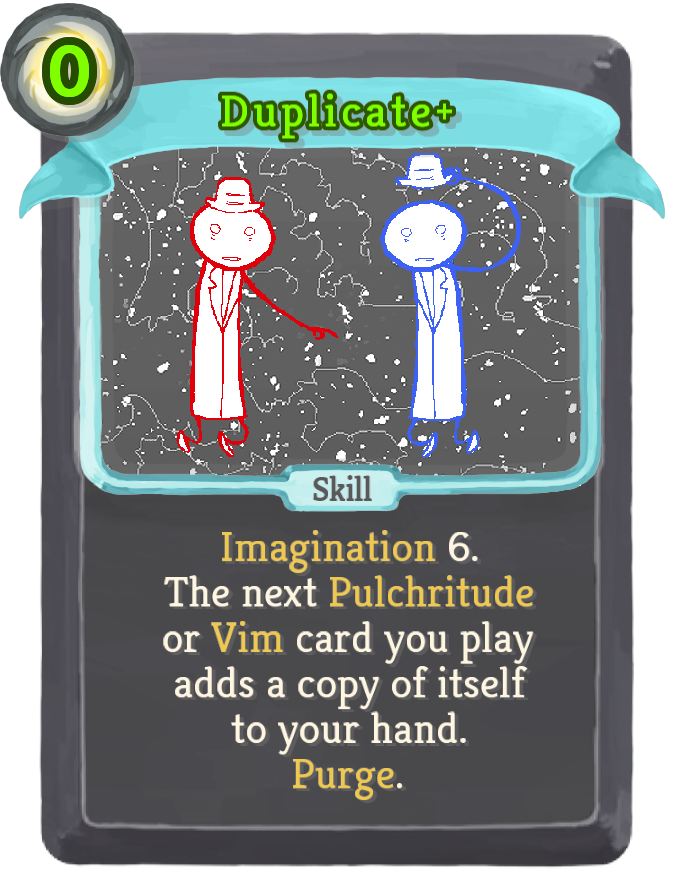 0
Duplicate+
Skill
Imagination 6.
The next Pulchritude
or Vim card you play
adds a copy of itself
to your hand.
Purge.